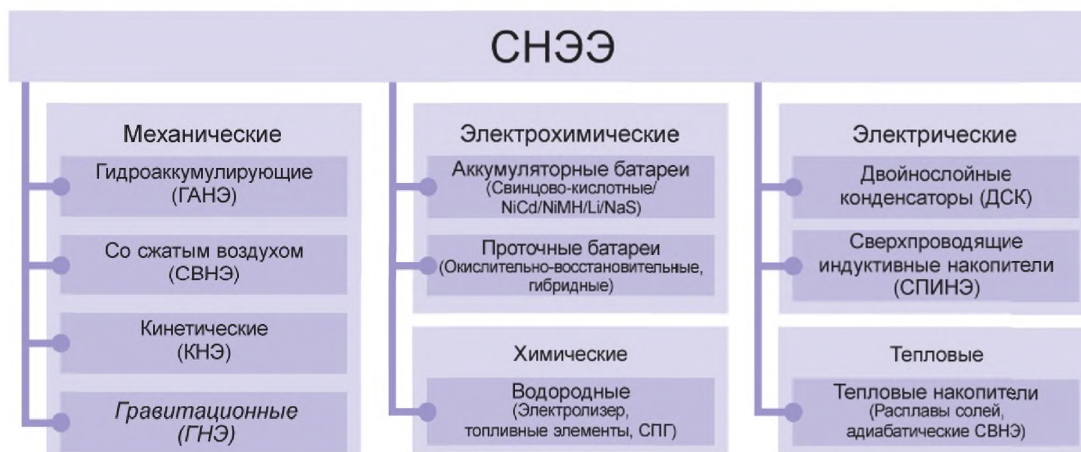 СНЭЭ
Механические
Гидроаккумулирующие
(ГАНЭ)
Со сжатым воздухом
(СВНЭ)
Кинетические
(КНЭ)
Гравитационные
(ГНЭ)
Электрохимические
Аккумуляторные батареи
(Свинцово-кислотные/
NiCd/NiMH/Li/NaS)
Проточные батареи
(Окислительно-восстановительные,
гибридные)
Химические
Водородные
(Электролизер,
топливные элементы, СПГ)
Электрические
Двойнослойные
конденсаторы (ДСК)
Сверхпроводящие
индуктивные накопители
(СПИНЭ)
Тепловые
Тепловые накопители
(Расплавы солей,
адиабатические СВНЭ)